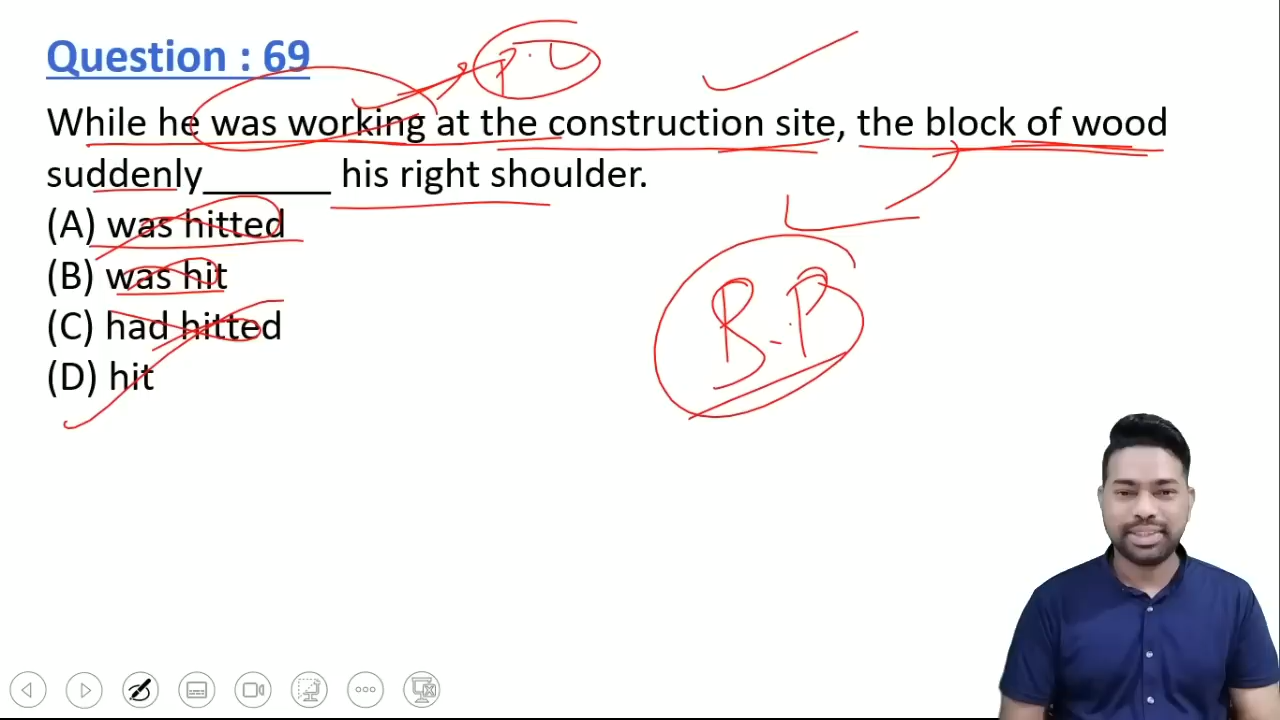 Question : 69
P.C
While he was working at the construction site, the block of wood
suddenly______ his right shoulder.
(A) was hitted
(B) was hit
(C) had hitted
(D) hit